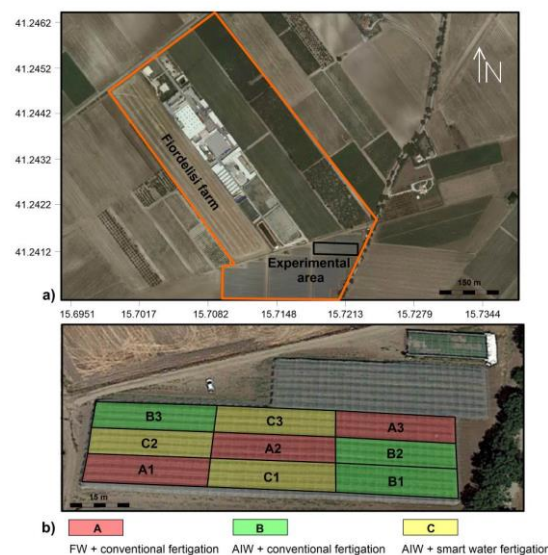 41.2462
41.2452
41.2442
41.2432
41.2422
41.2412
N
Fiordelisi farm
Experimental
area
150 m
a)
15.6951 15.7017 15.7082 15.7148 15.7213 15.7279 15.7344
B3 C3 A3
C2 A2 B2
A1 C1 B1
15 m
b)
A B C
FW + conventional fertigation AIW + conventional fertigation AIW + smart water fertigation